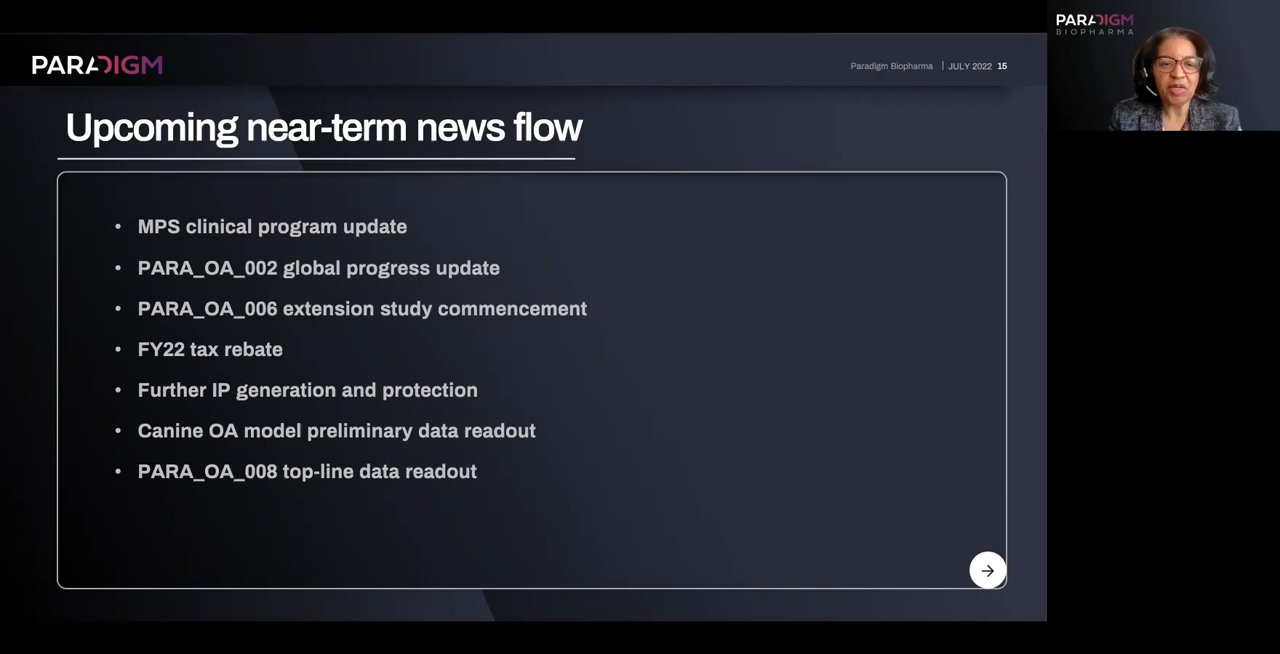 PARADIGM
Paradigm Biopharma | JULY 2022 15
Upcoming near-term news flow
• MPS clinical program update
• PARA_OA_002 global progress update
• PARA_OA_006 extension study commencement
• FY22 tax rebate
• Further IP generation and protection
• Canine OA model preliminary data readout
• PARA_OA_008 top-line data readout
PARADIGM
BIOPHARMA